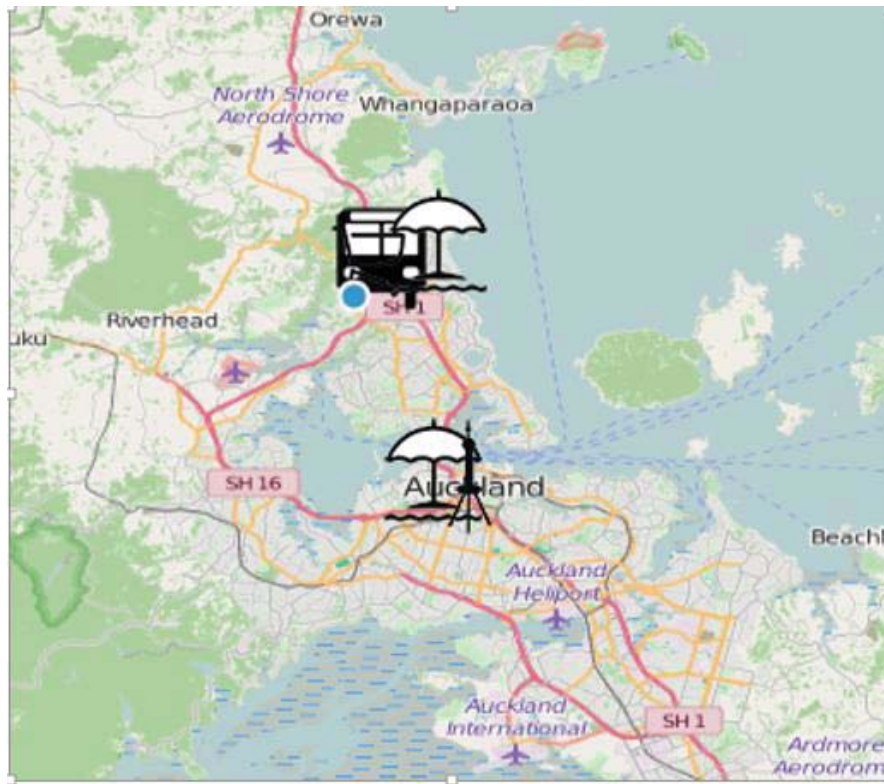 Orewa
North Shore
Aerodrome
Whangaparaoa
SH 1
Riverhead
uku
SH 16
Auckland
Beachl
Auckland
Heliport
Auckland
International
SH 1
Ardmore
Aerodrom